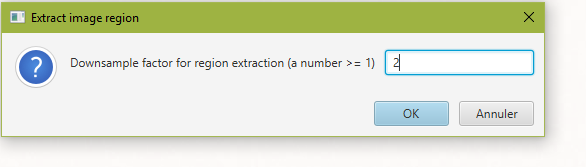 Extract image region
Downsample factor for region extraction (a number >= 1) 2
OK Annuler